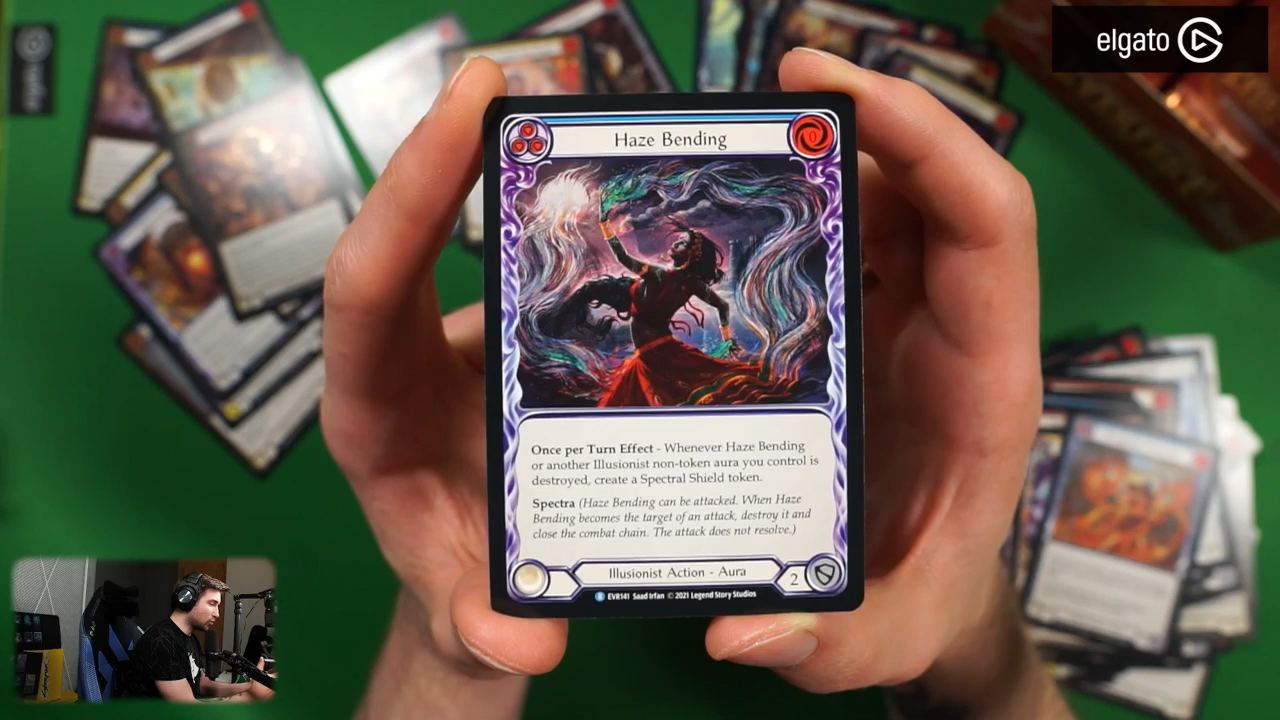 elgato
Haze Bending
0
Once per Turn Effect - Whenever Haze Bending
or another Illusionist non-token aura you control is
destroyed, create a Spectral Shield token.
Spectra (Haze Bending can be attacked. When Haze
Bending becomes the target of an attack, destroy it and
close the combat chain. The attack does not resolve.)
Illusionist Action - Aura
2
R EVR141 Saad Irfan © 2021 Legend Story Studios